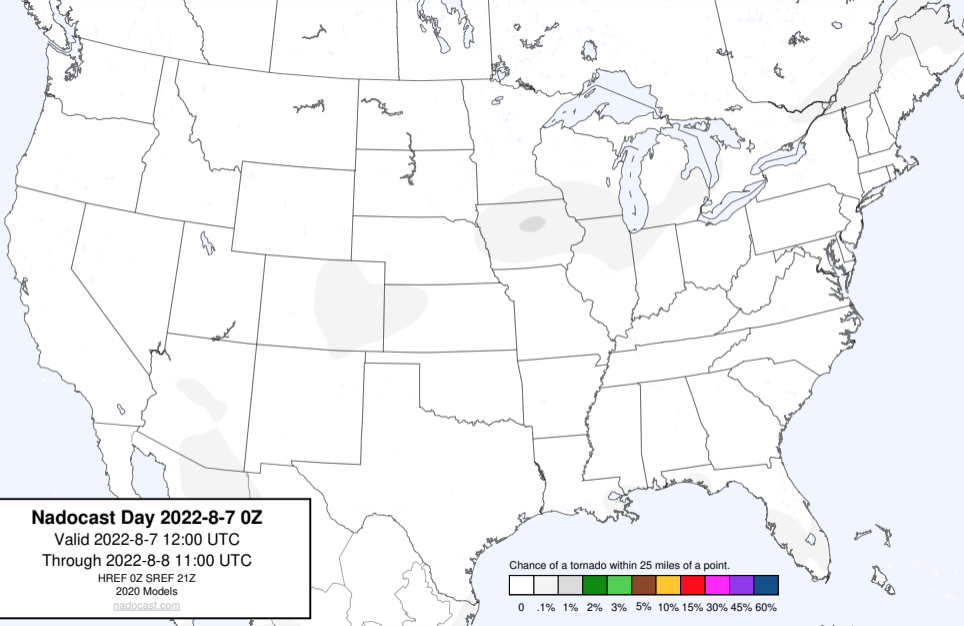 Nadocast Day 2022-8-7 0Z
Valid 2022-8-7 12:00 UTC
Through 2022-8-8 11:00 UTC
HREF 0Z SREF 21Z
2020 Models
nadocast.com
Chance of a tornado within 25 miles of a point.
0 .1% 1% 2% 3% 5% 10% 15% 30% 45% 60%